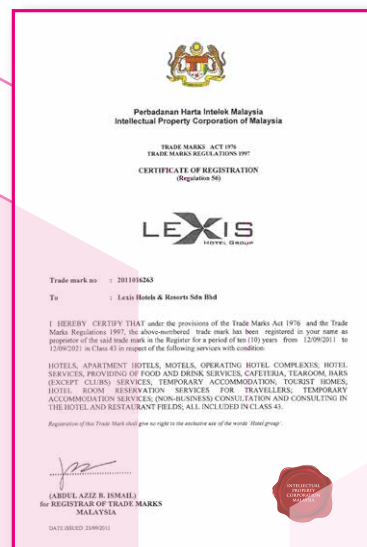 Perbadanan Harta Intelek Malaysia
Intellectual Property Corporation of Malaysia
TRADE MARKS ACT 1976
TRADE MARKS REGULATIONS 1997
CERTIFICATE OF REGISTRATION
(Regulation 56)
LEXIS
HOTEL GROUP
Trade mark no : 2011016263
To : Lexis Hotels & Resorts Sdn Bhd
I HEREBY CERTIFY THAT under the provisions of the Trade Marks Act 1976 and the Trade
Marks Regulations 1997, the above-numbered trade mark has been registered in your name as
proprietor of the said trade mark in the Register for a period of ten (10) years from 12/09/2011 to
12/09/2021 in Class 43 in respect of the following services with condition:
HOTELS, APARTMENT HOTELS, MOTELS, OPERATING HOTEL COMPLEXES; HOTEL
SERVICES, PROVIDING OF FOOD AND DRINK SERVICES, CAFETERIA, TEAROOM, BARS
(EXCEPT CLUBS) SERVICES; TEMPORARY ACCOMMODATION; TOURIST HOMES;
HOTEL ROOM RESERVATION SERVICES FOR TRAVELLERS; TEMPORARY
ACCOMMODATION SERVICES; (NON-BUSINESS) CONSULTATION AND CONSULTING IN
THE HOTEL AND RESTAURANT FIELDS; ALL INCLUDED IN CLASS 43.
Registration of this Trade Mark shall give no right to the exclusive use of the words 'Hotel group'.
(ABDUL AZIZ B. ISMAIL)
for REGISTRAR OF TRADE MARKS
MALAYSIA
INTELLECTUAL
PROPERTY
CORPORATION
MALAYSIA
DATE ISSUED: 23/09/2011